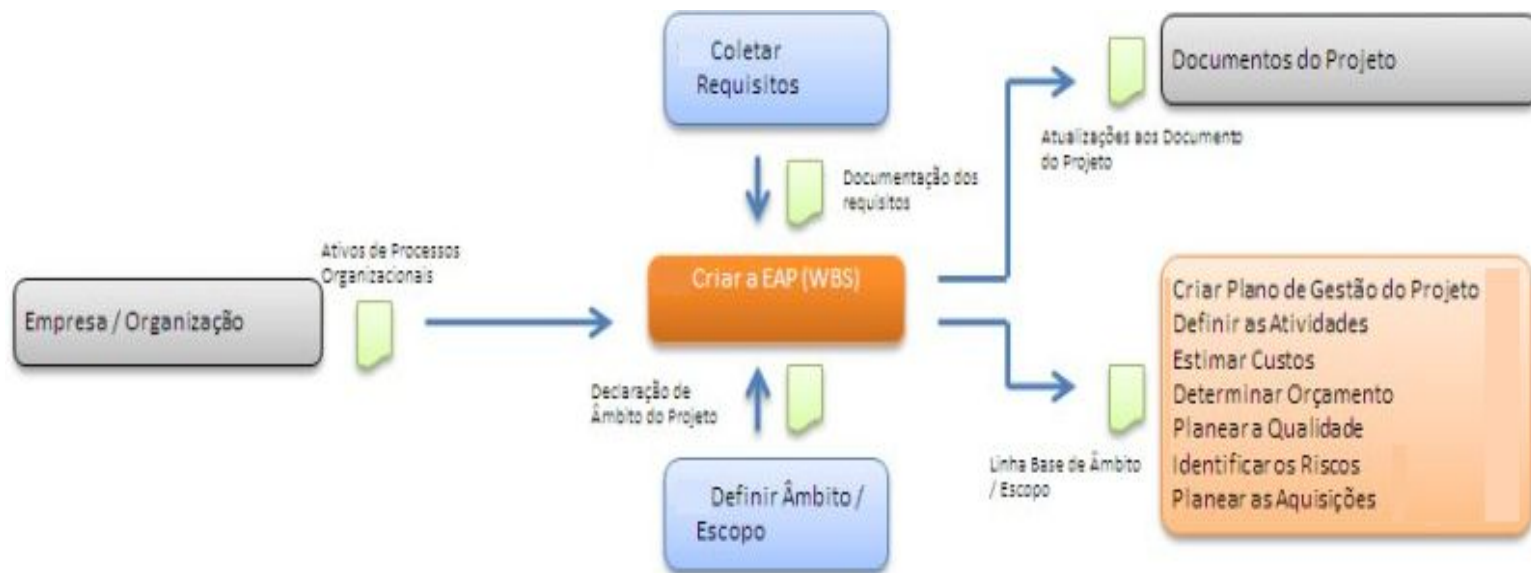 Coletar
Requisitos
Documentos do Projeto
Atualizações aos Documento
do Projeto
Documentação dos
requisitos
Ativos de Processos
Organizacionais
Empresa / Organização
Criar a EAP (WBS)
Declaração de
Âmbito do Projeto
Definir Âmbito /
Escopo
Linha Base de Âmbito
/ Escopo
Criar Plano de Gestão do Projeto
Definir as Atividades
Estimar Custos
Determinar Orçamento
Planear a Qualidade
Identificar os Riscos
Planear as Aquisições